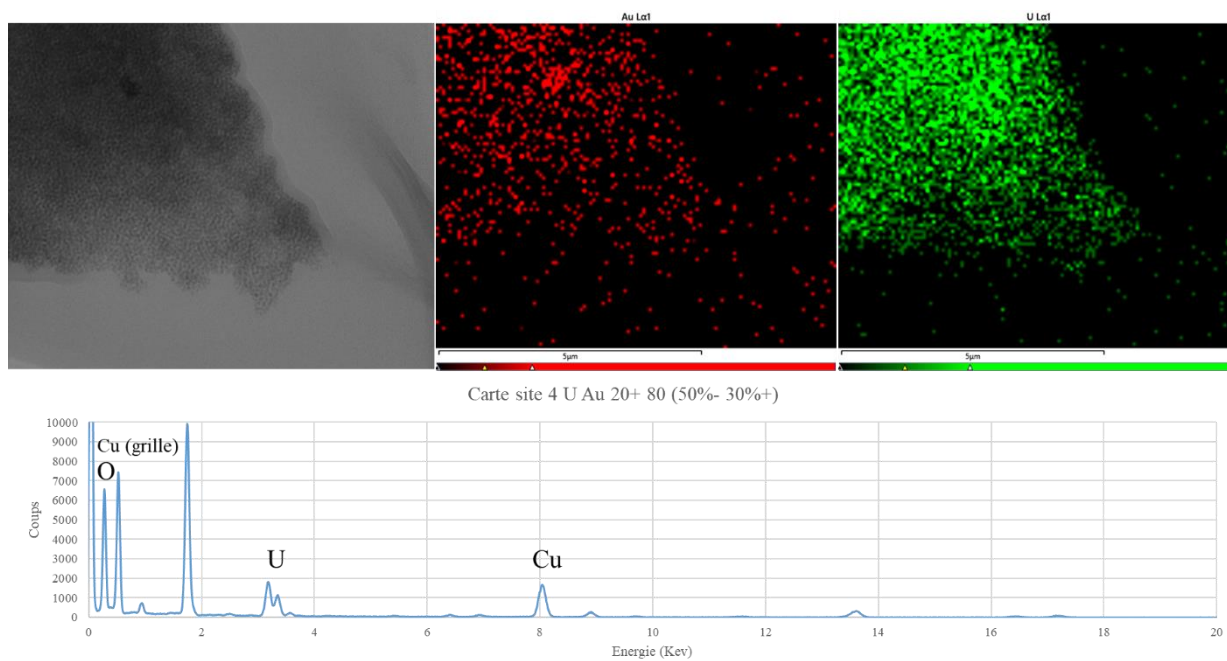 Au Lα1
U Lα1
5µm
5µm
Carte site 4 U Au 20+ 80 (50%- 30%+)
10000
9000
8000
7000
6000
5000
4000
3000
2000
1000
0
Coups
Cu (grille)
O
U
Cu
0 2 4 6 8 10 12 14 16 18 20
Energie (Kev)